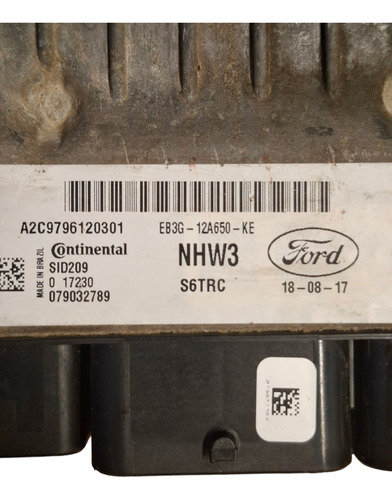 A2C9796120301 EB3G-12A650-KE
MADE IN BRAZIL
Continental
SID209
0 17230
079032789
NHW3
S6TRC
Ford
18-08-17